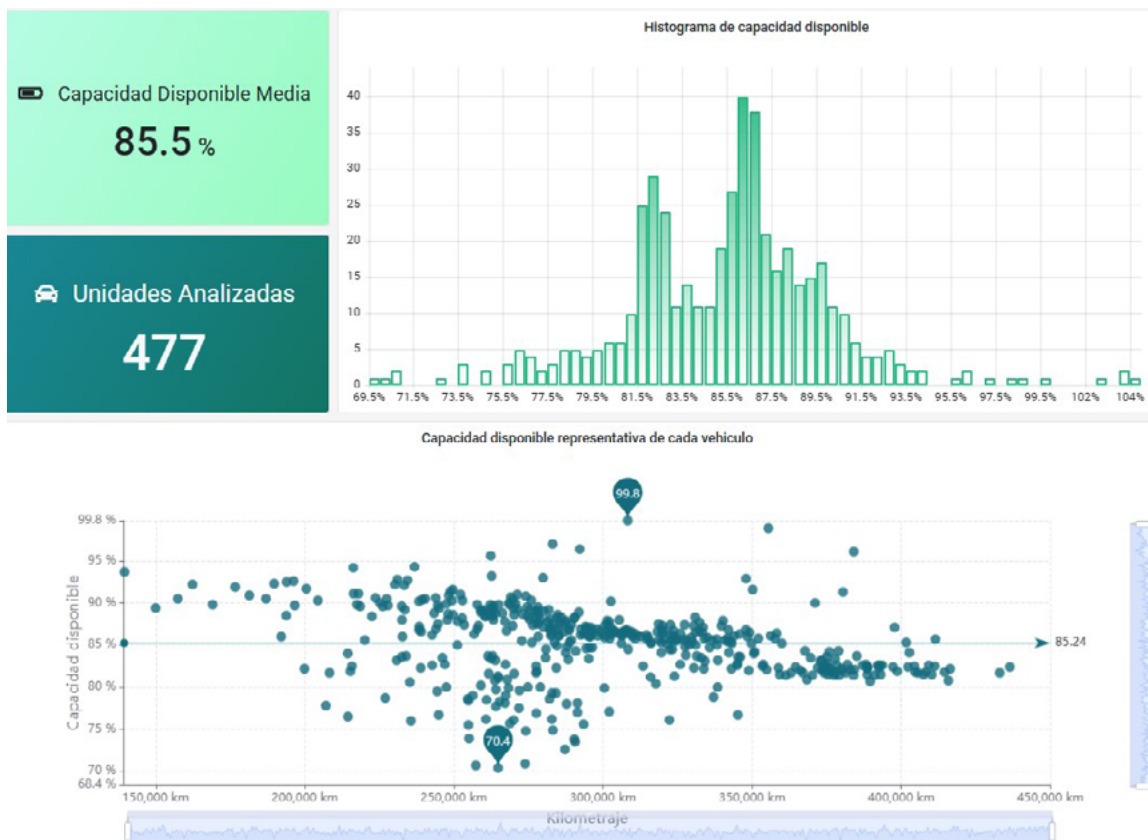 Capacidad Disponible Media
85.5 %
Unidades Analizadas
477
Histograma de capacidad disponible
40
35
30
25
20
15
10
5
0
69.5% 71.5% 73.5% 75.5% 77.5% 79.5% 81.5% 83.5% 85.5% 87.5% 89.5% 91.5% 93.5% 95.5% 97.5% 99.5% 102% 104%
Capacidad disponible representativa de cada vehiculo
99.8
99.8 %
95 %
90 %
85 %
85.24
80 %
75 %
70.4
70 %
68.4 %
Capacidad disponible
150,000 km 200,000 km 250,000 km 300,000 km 350,000 km 400,000 km 450,000 km
Kilometraje